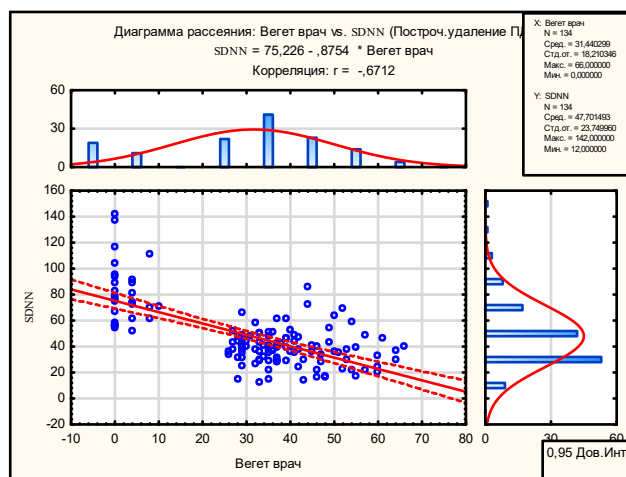 Диаграмма рассеяния: Вегет врач vs. SDNN (Построч.удаление ПД
SDNN = 75,226 - ,8754 * Вегет врач
Корреляция: r = -,6712
X: Вегет врач
N = 134
Сред. = 31,440299
Стд.от. = 18,210346
Макс. = 66,000000
Мин. = 0,000000
Y: SDNN
N = 134
Сред. = 47,701493
Стд.от. = 23,749960
Макс. = 142,000000
Мин. = 12,000000
60
30
0
160
140
120
100
80
60
40
20
0
-20
SDNN
-10 0 10 20 30 40 50 60 70 80
Вегет врач
0 30 60
0,95 Дов.Инт